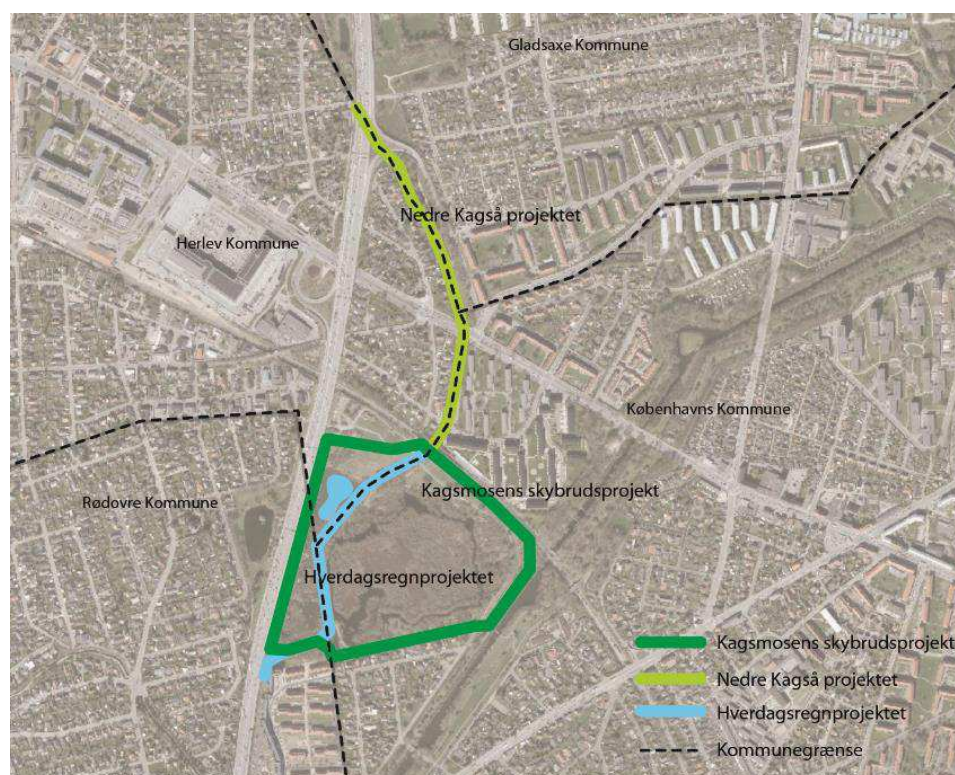 Gladsaxe Kommune
Nedre Kagså projektet
Herlev Kommune
Københavns Kommune
Kagsmosens skybrudsprojekt
Rødovre Kommune
Hverdagsregnprojektet
Kagsmosens skybrudsprojekt
Nedre Kagså projektet
Hverdagsregnprojektet
Kommunegrænse